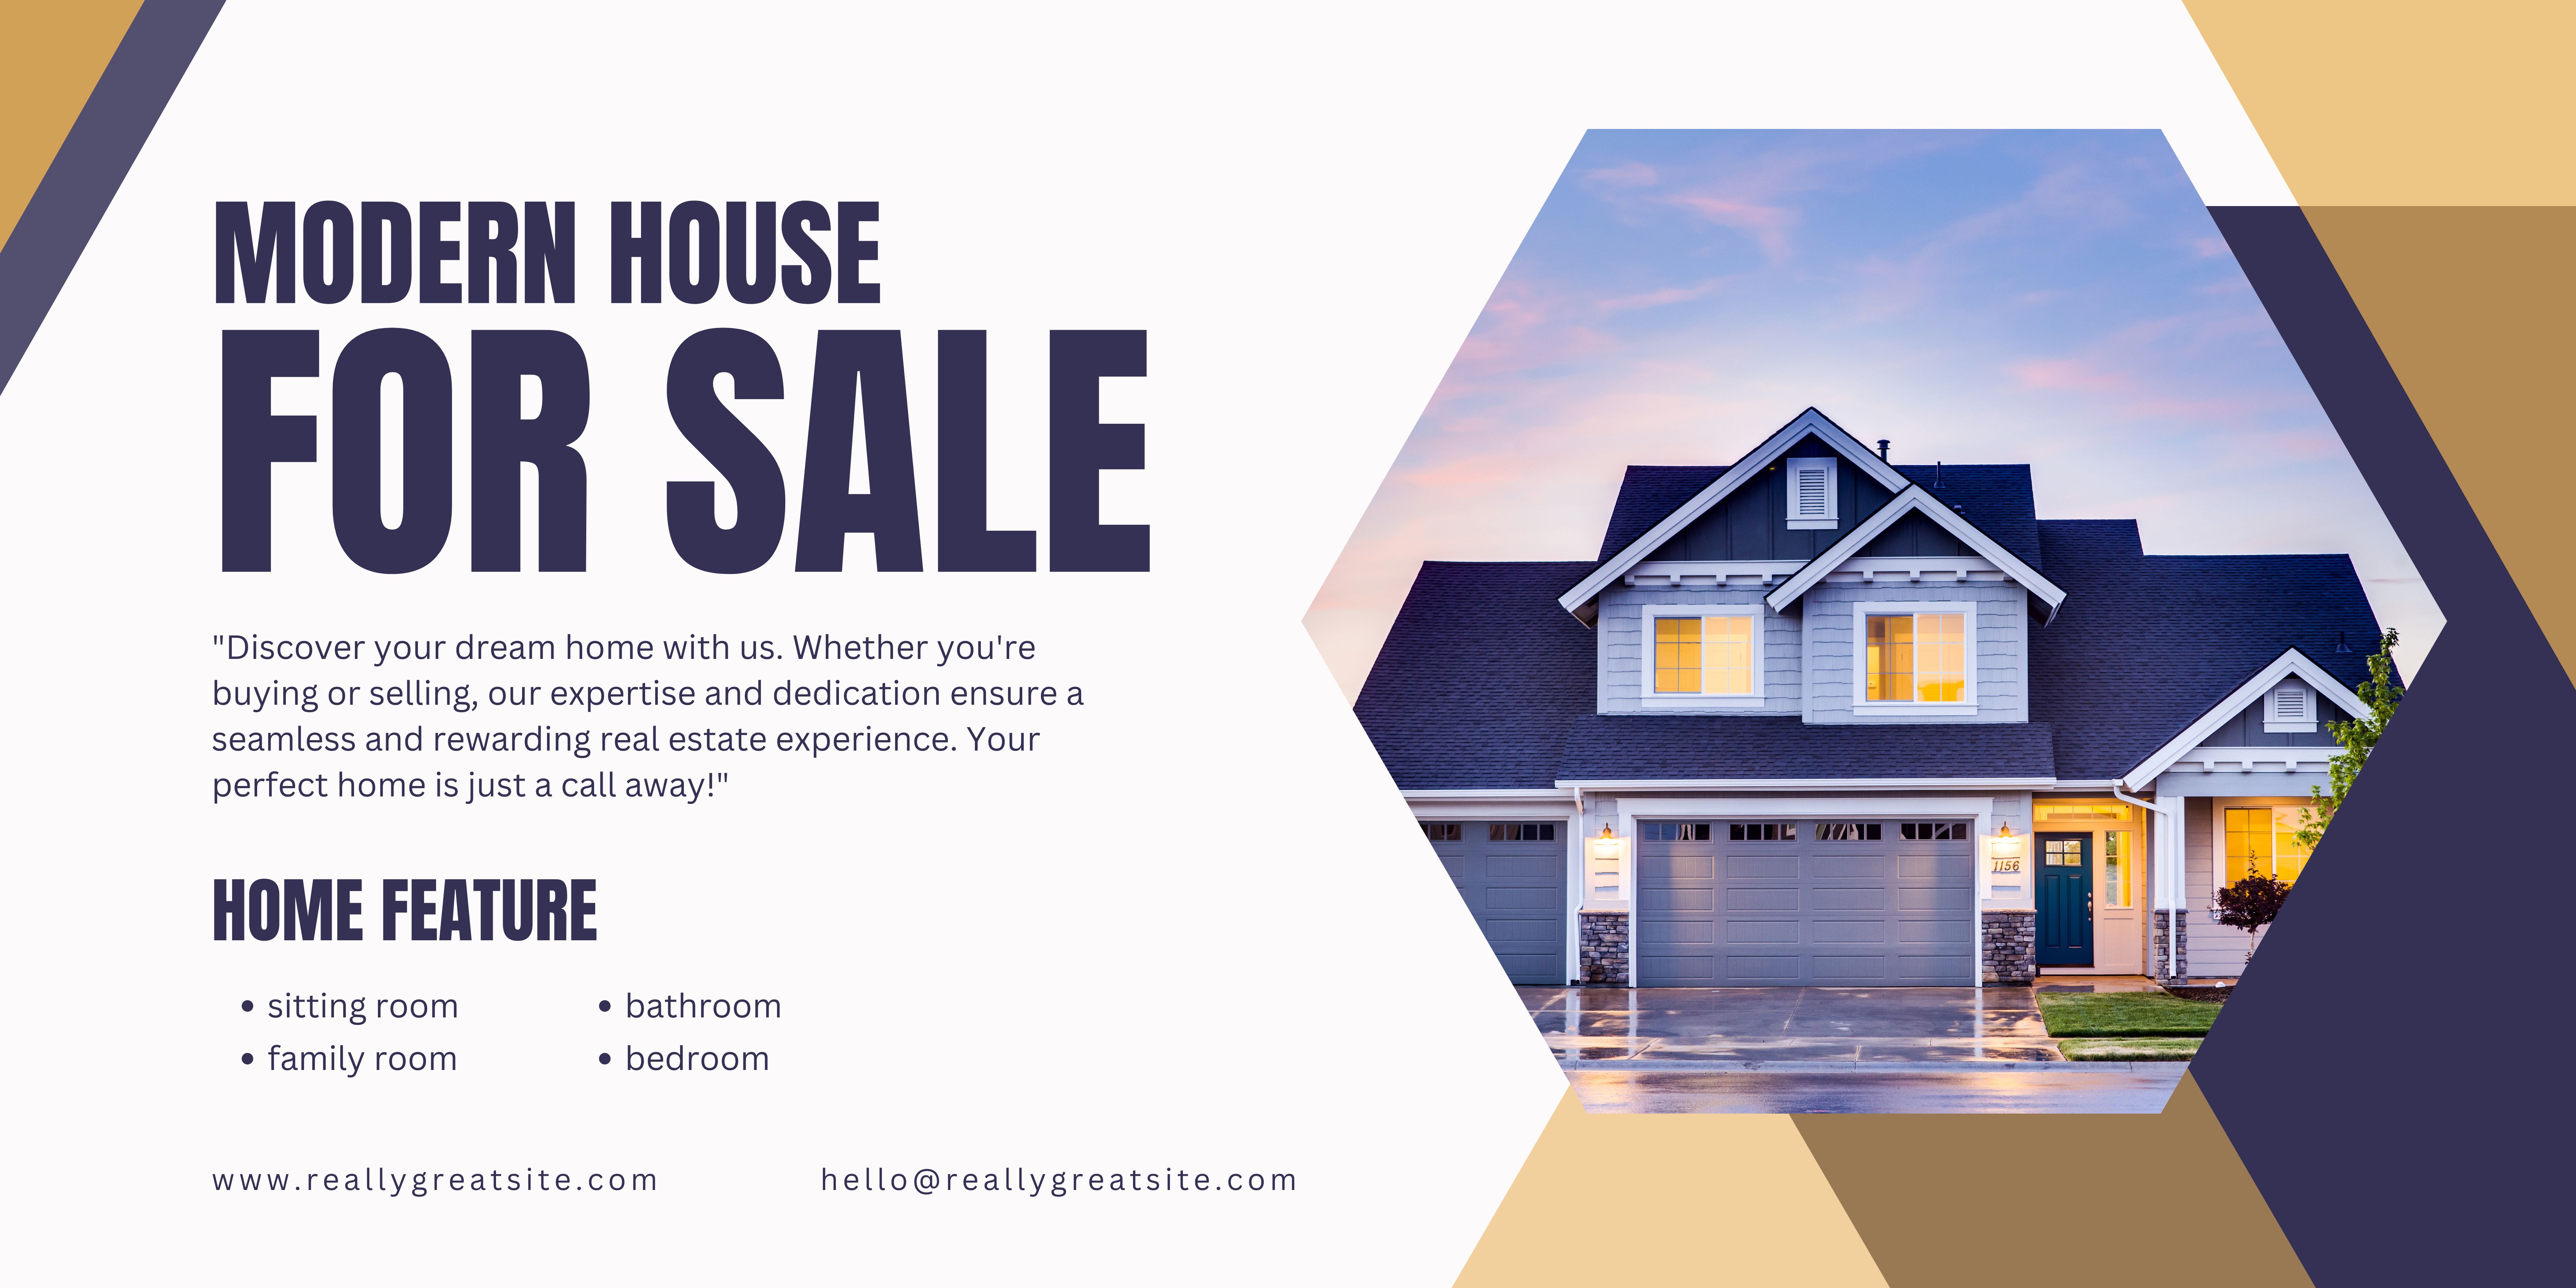 MODERN HOUSE
FOR SALE
"Discover your dream home with us. Whether you're
buying or selling, our expertise and dedication ensure a
seamless and rewarding real estate experience. Your
perfect home is just a call away!"
HOME FEATURE
• sitting room
• family room
• bathroom
• bedroom
www.reallygreatsite.com
hello@reallygreatsite.com
1156